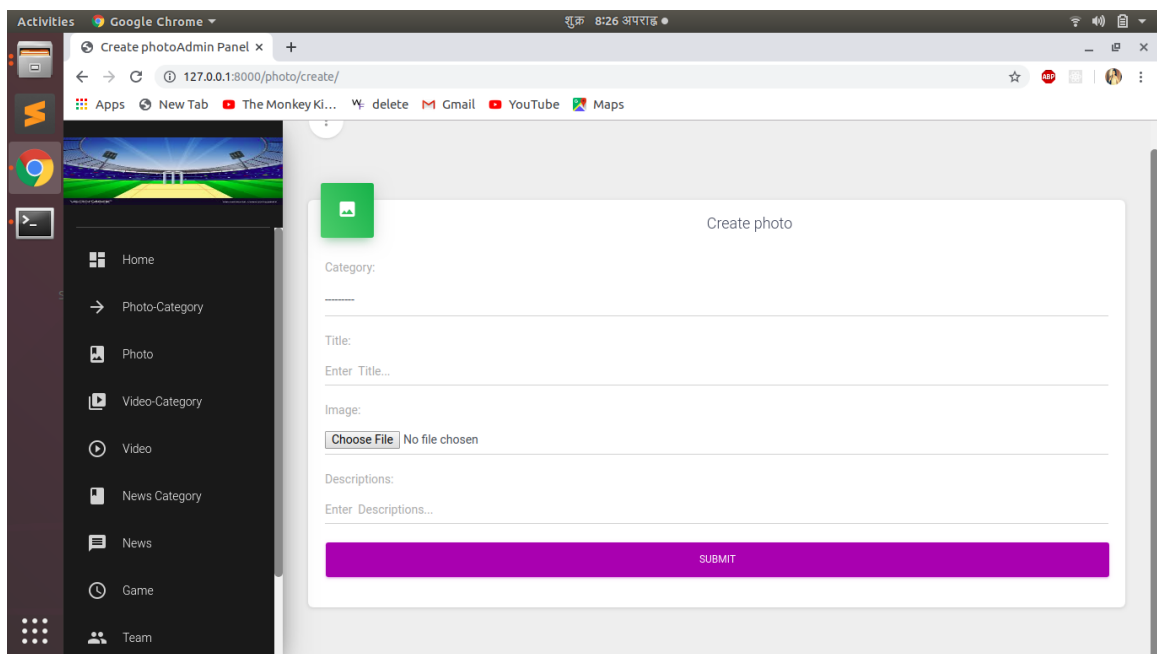 Activities Google Chrome शुक्र 8:26 अपराह्न
Create photoAdmin Panel
127.0.0.1:8000/photo/create/
ABP
Apps New Tab The Monkey Ki... delete Gmail YouTube Maps
Create photo
Category:
---------
Title:
Enter Title...
Image:
Choose File No file chosen
Descriptions:
Enter Descriptions...
SUBMIT
Home
Photo-Category
Photo
Video-Category
Video
News Category
News
Game
Team